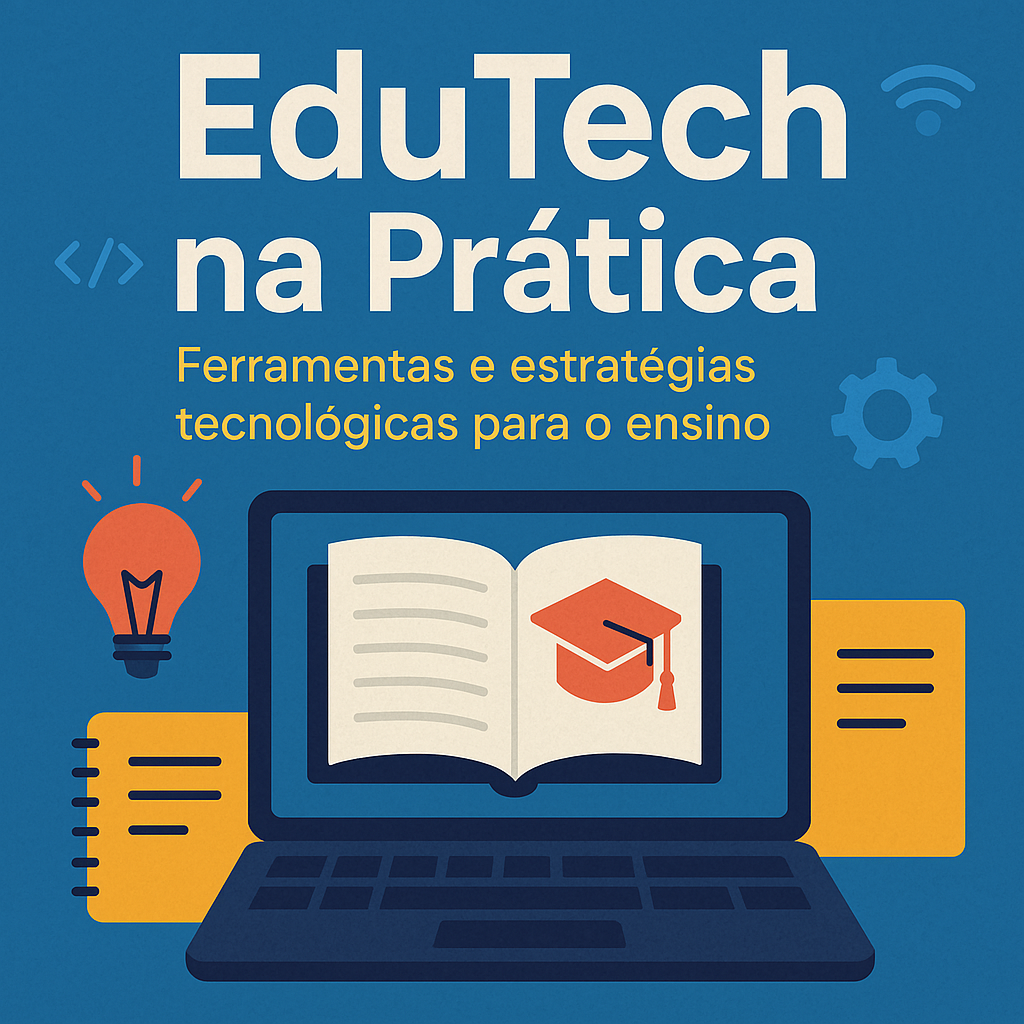 EduTech
na Prática
Ferramentas e estratégias
tecnológicas para o ensino
</>